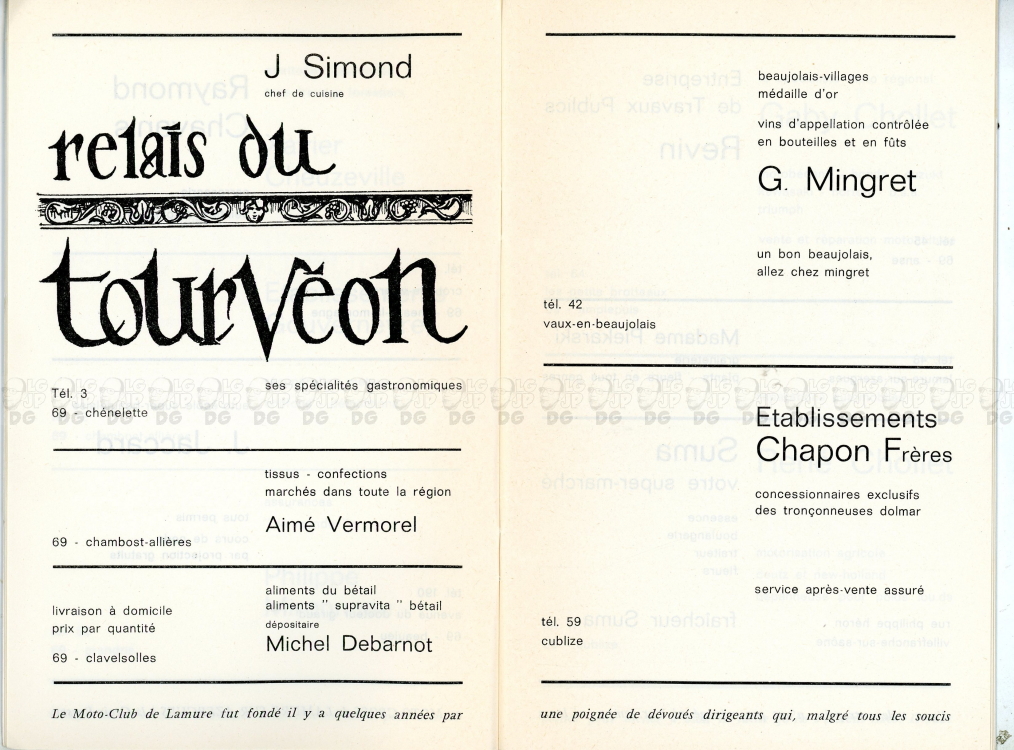 J Simond
chef de cuisine
relais du
tourvéon
Tél. 3
69 - chénelette
ses spécialités gastronomiques
tissus - confections
marchés dans toute la région
Aimé Vermorel
69 - chambost-allières
aliments du bétail
aliments " supravita " bétail
dépositaire
Michel Debarnot
livraison à domicile
prix par quantité
69 - clavelsolles
Le Moto-Club de Lamure fut fondé il y a quelques années par
beaujolais-villages
médaille d'or
vins d'appellation contrôlée
en bouteilles et en fûts
G. Mingret
un bon beaujolais,
allez chez mingret
tél. 42
vaux-en-beaujolais
Etablissements
Chapon Frères
concessionnaires exclusifs
des tronçonneuses dolmar
service après-vente assuré
tél. 59
cublize
une poignée de dévoués dirigeants qui, malgré tous les soucis